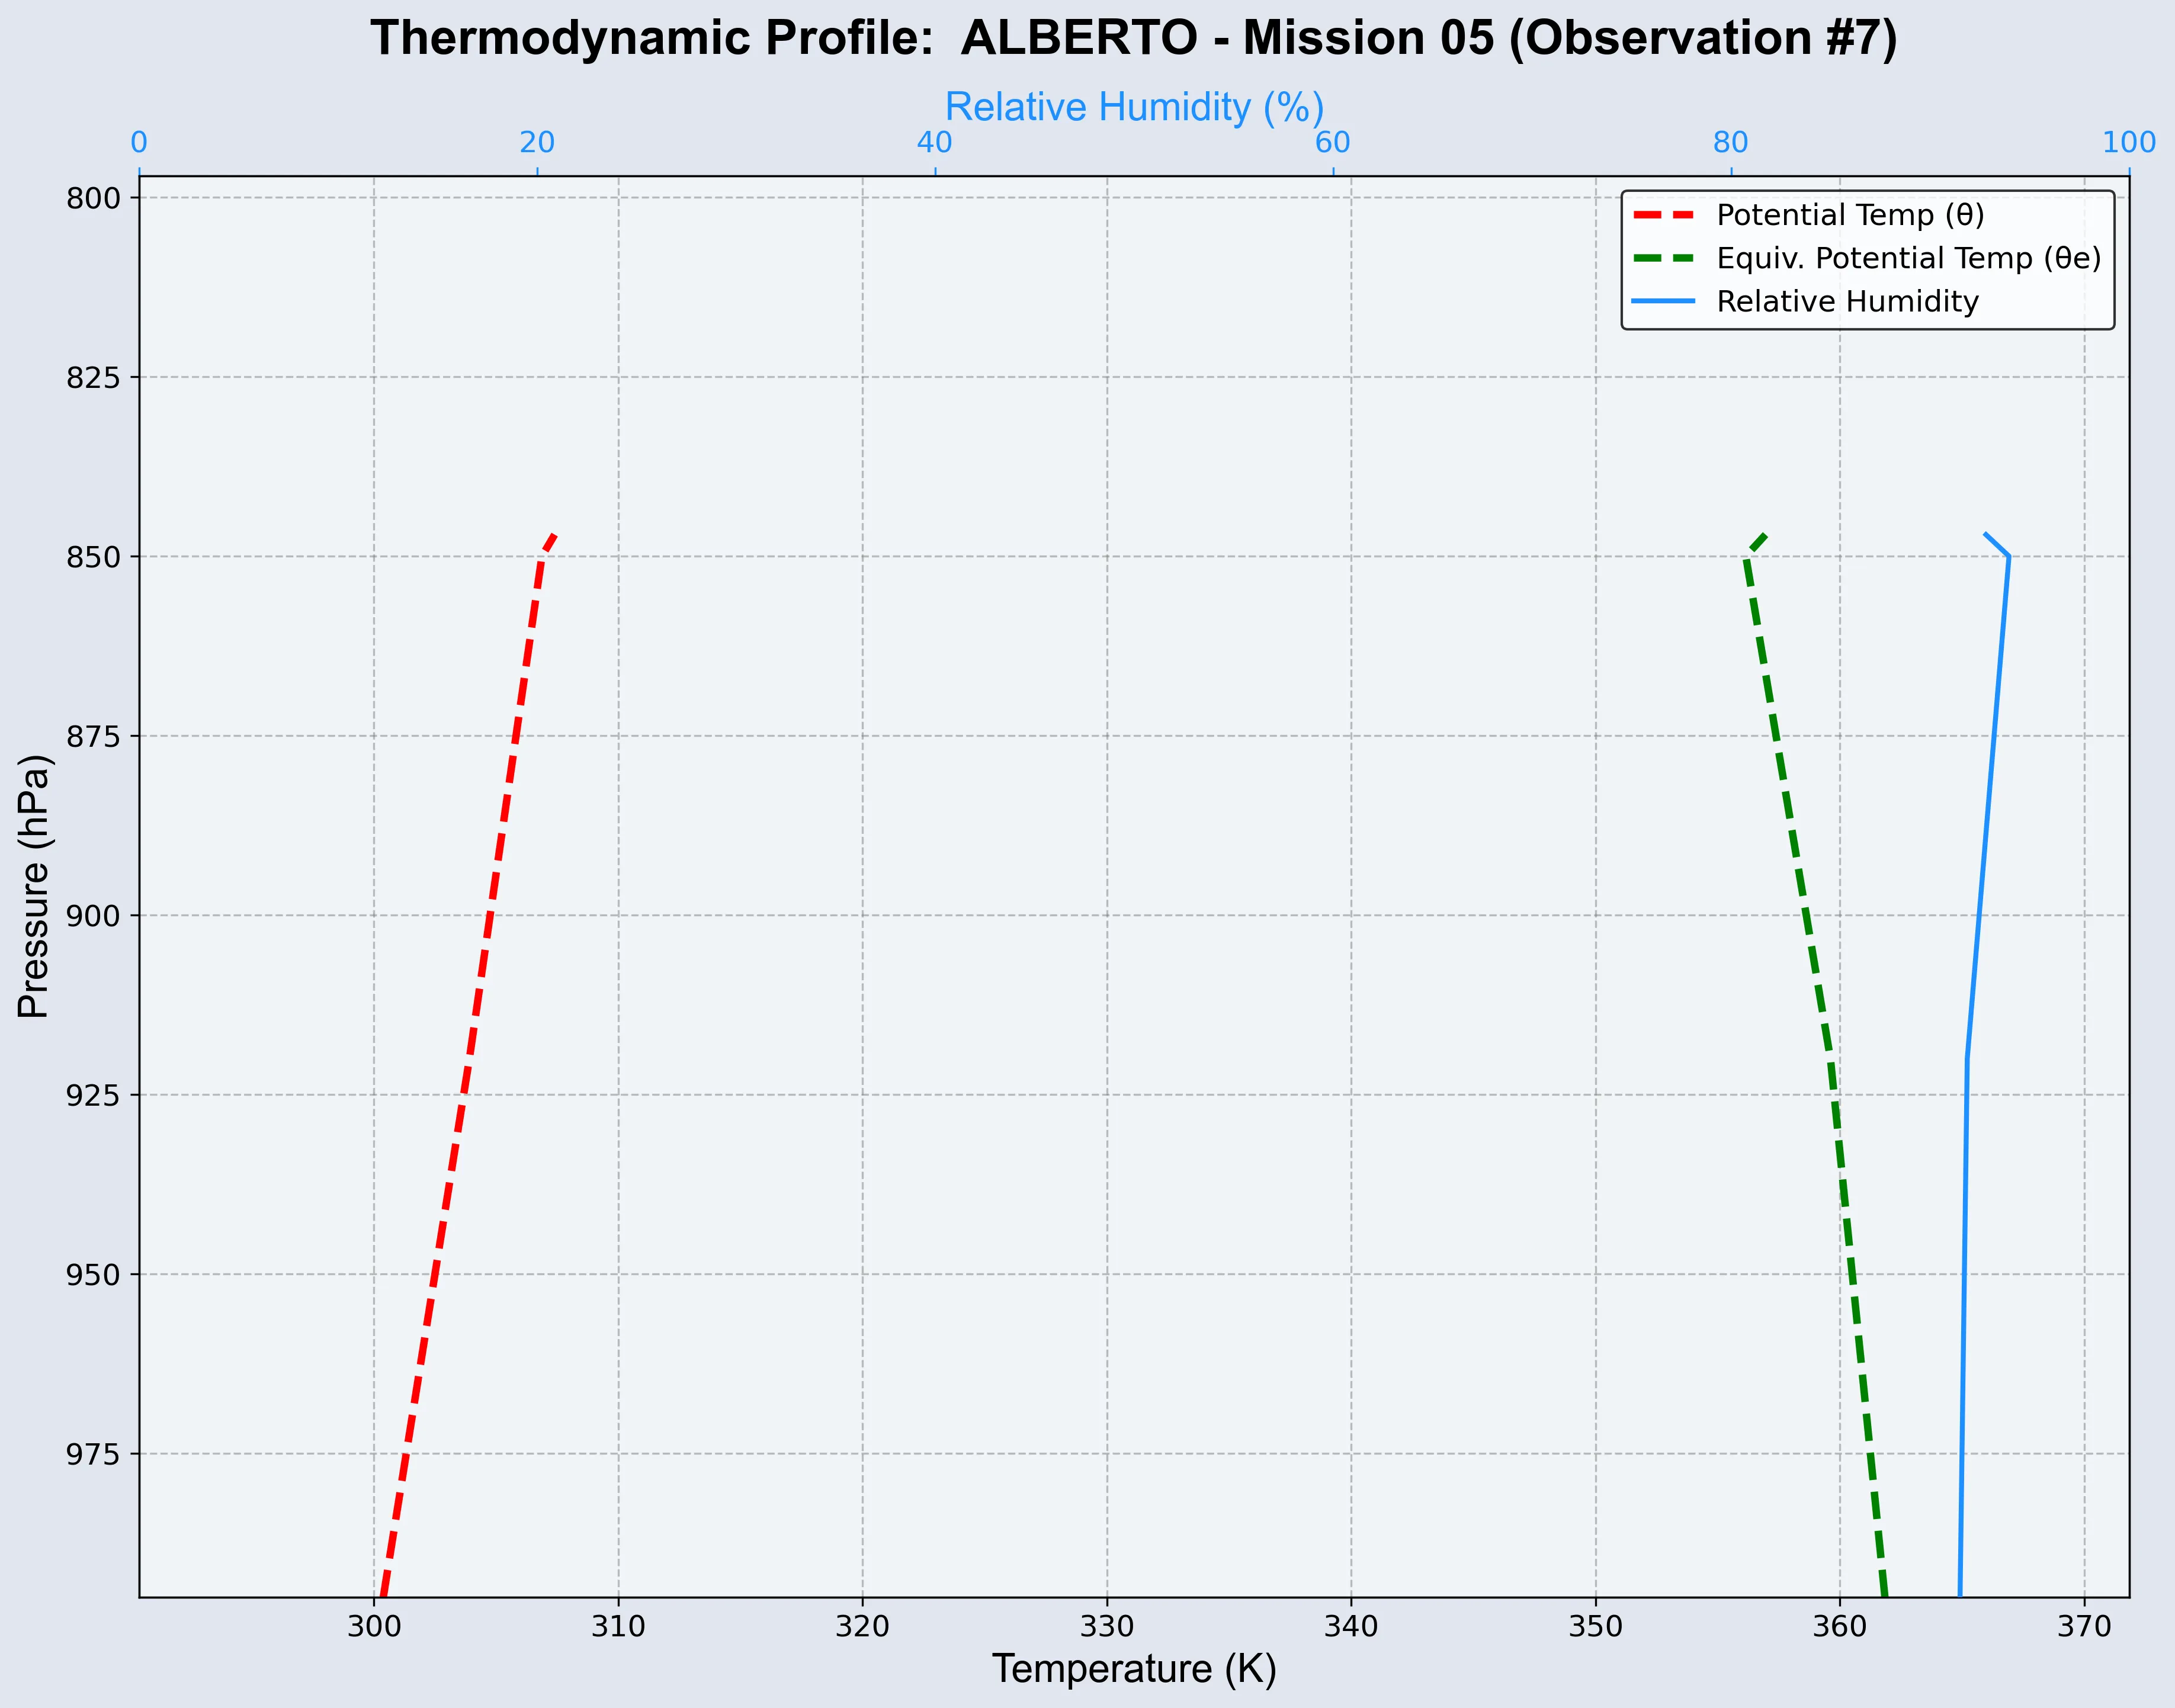 Thermodynamic Profile:  ALBERTO - Mission 05 (Observation #7)
Relative Humidity (%)
0 20 40 60 80 100
Potential Temp (θ)
Equiv. Potential Temp (θe)
Relative Humidity
Pressure (hPa)
800
825
850
875
900
925
950
975
300 310 320 330 340 350 360 370
Temperature (K)